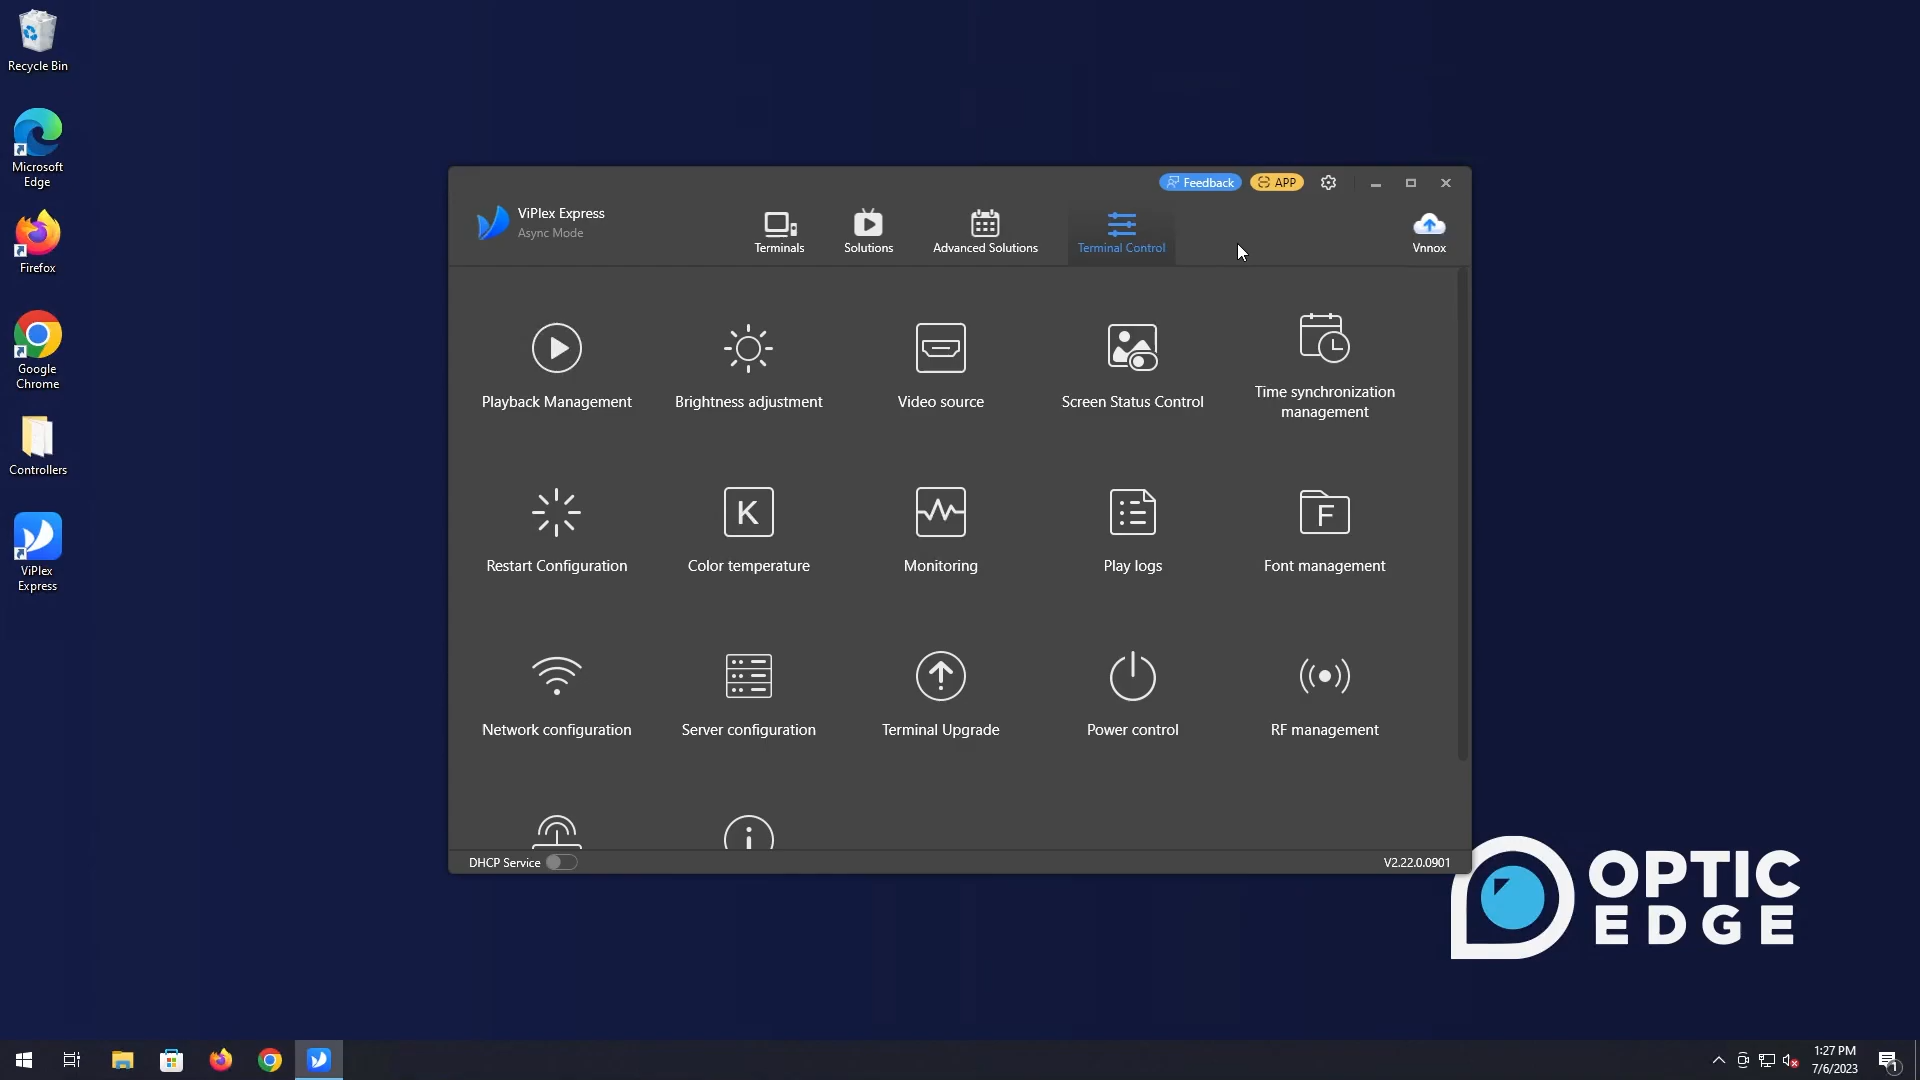 Recycle Bin
Microsoft
Edge
Firefox
Google
Chrome
Controllers
ViPlex
Express
Feedback
APP
ViPlex Express
Async Mode
Terminals
Solutions
Advanced Solutions
Terminal Control
Vnnox
Playback Management
Brightness adjustment
Video source
Screen Status Control
Time synchronization
management
Restart Configuration
K
Color temperature
Monitoring
Play logs
F
Font management
Network configuration
Server configuration
Terminal Upgrade
Power control
RF management
DHCP Service
V2.22.0.0901
OPTIC
EDGE
1:27 PM
7/6/2023
1